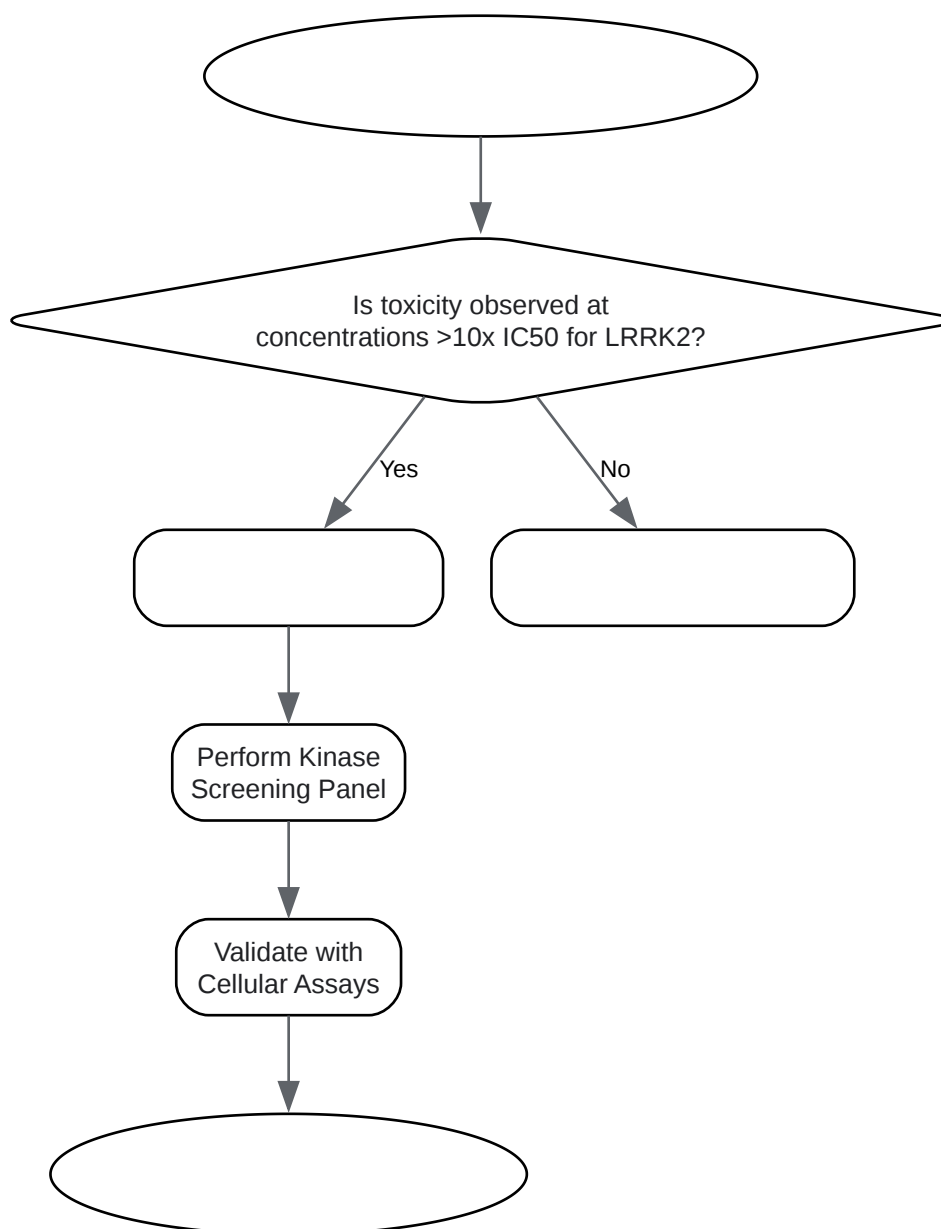 Is toxicity observed at
concentrations >10x IC50 for LRRK2?
Yes
No
Perform Kinase
Screening Panel
Validate with
Cellular Assays